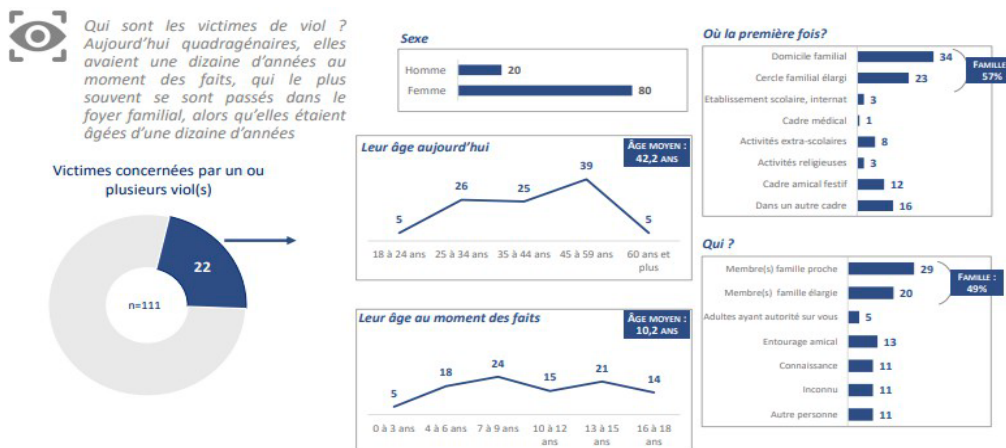 Qui sont les victimes de viol ?
Aujourd'hui quadragénaires, elles
avaient une dizaine d'années au
moment des faits, qui le plus
souvent se sont passés dans le
foyer familial, alors qu'elles étaient
âgées d'une dizaine d'années
Victimes concernées par un ou
plusieurs viol(s)
22
n=111
Sexe
Homme 20
Femme 80
Leur âge aujourd'hui
ÂGE MOYEN :
42,2 ANS
5 26 25 39 5
18 à 24 ans 25 à 34 ans 35 à 44 ans 45 à 59 ans 60 ans et
plus
Leur âge au moment des faits
ÂGE MOYEN :
10,2 ANS
5 18 24 15 21 14
0 à 3 ans 4 à 6 ans 7 à 9 ans 10 à 12
ans 13 à 15
ans 16 à 18
ans
Où la première fois?
Domicile familial 34
Cercle familial élargi 23
FAMILLE
57%
Etablissement scolaire, internat 3
Cadre médical 1
Activités extra-scolaires 8
Activités religieuses 3
Cadre amical festif 12
Dans un autre cadre 16
Qui ?
Membre(s) famille proche 29
Membre(s) famille élargie 20
FAMILLE :
49%
Adultes ayant autorité sur vous 5
Entourage amical 13
Connaissance 11
Inconnu 11
Autre personne 11